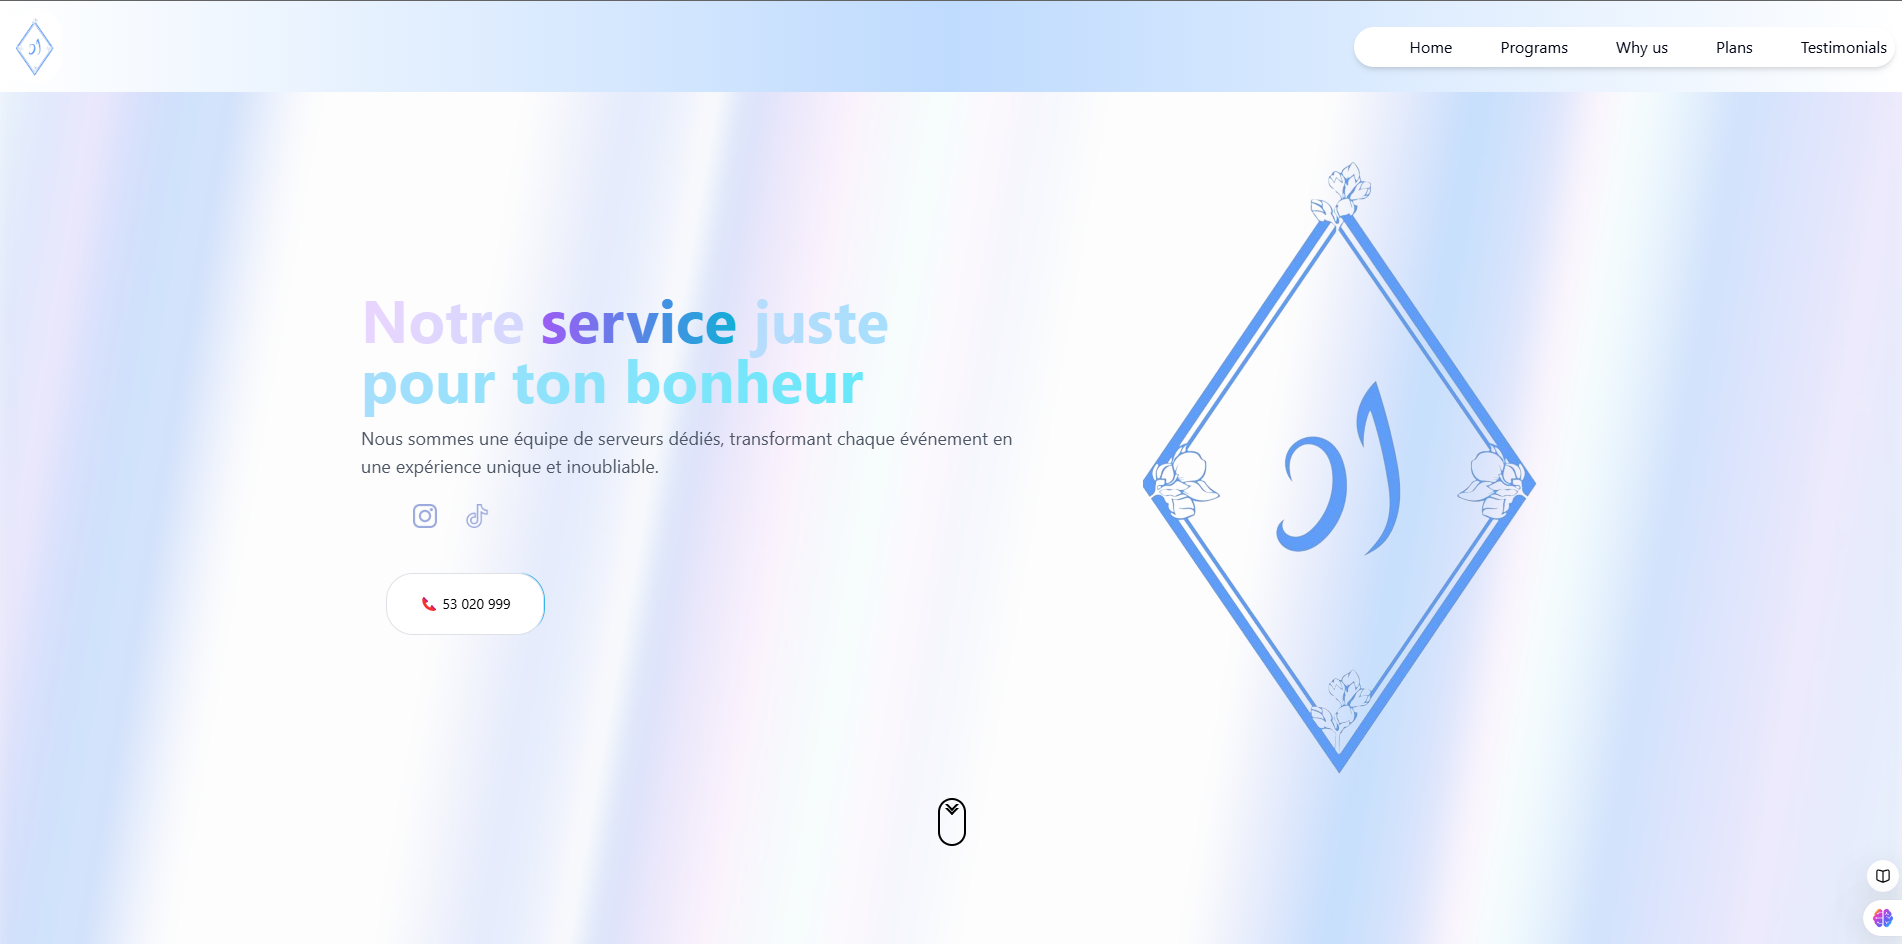 Home Programs Why us Plans Testimonials
Notre service juste
pour ton bonheur
Nous sommes une équipe de serveurs dédiés, transformant chaque événement en
une expérience unique et inoubliable.
53 020 999